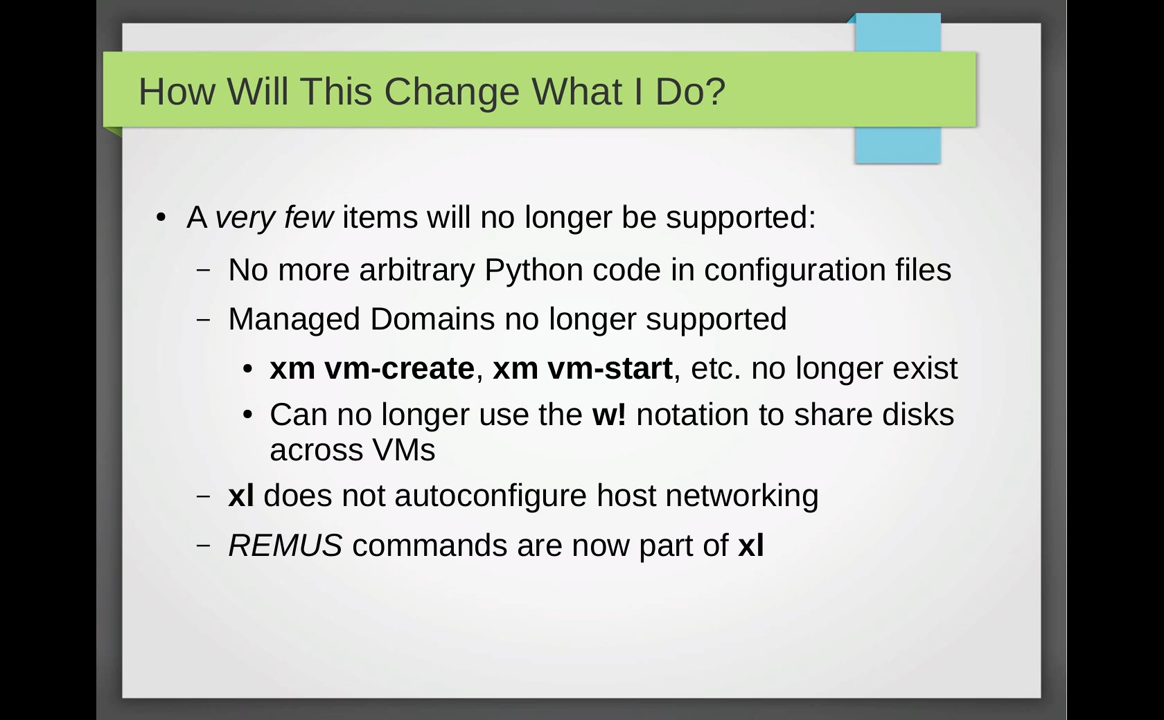 How Will This Change What I Do?
● A very few items will no longer be supported:
– No more arbitrary Python code in configuration files
– Managed Domains no longer supported
● xm vm-create, xm vm-start, etc. no longer exist
● Can no longer use the w! notation to share disks
across VMs
– xl does not autoconfigure host networking
– REMUS commands are now part of xl